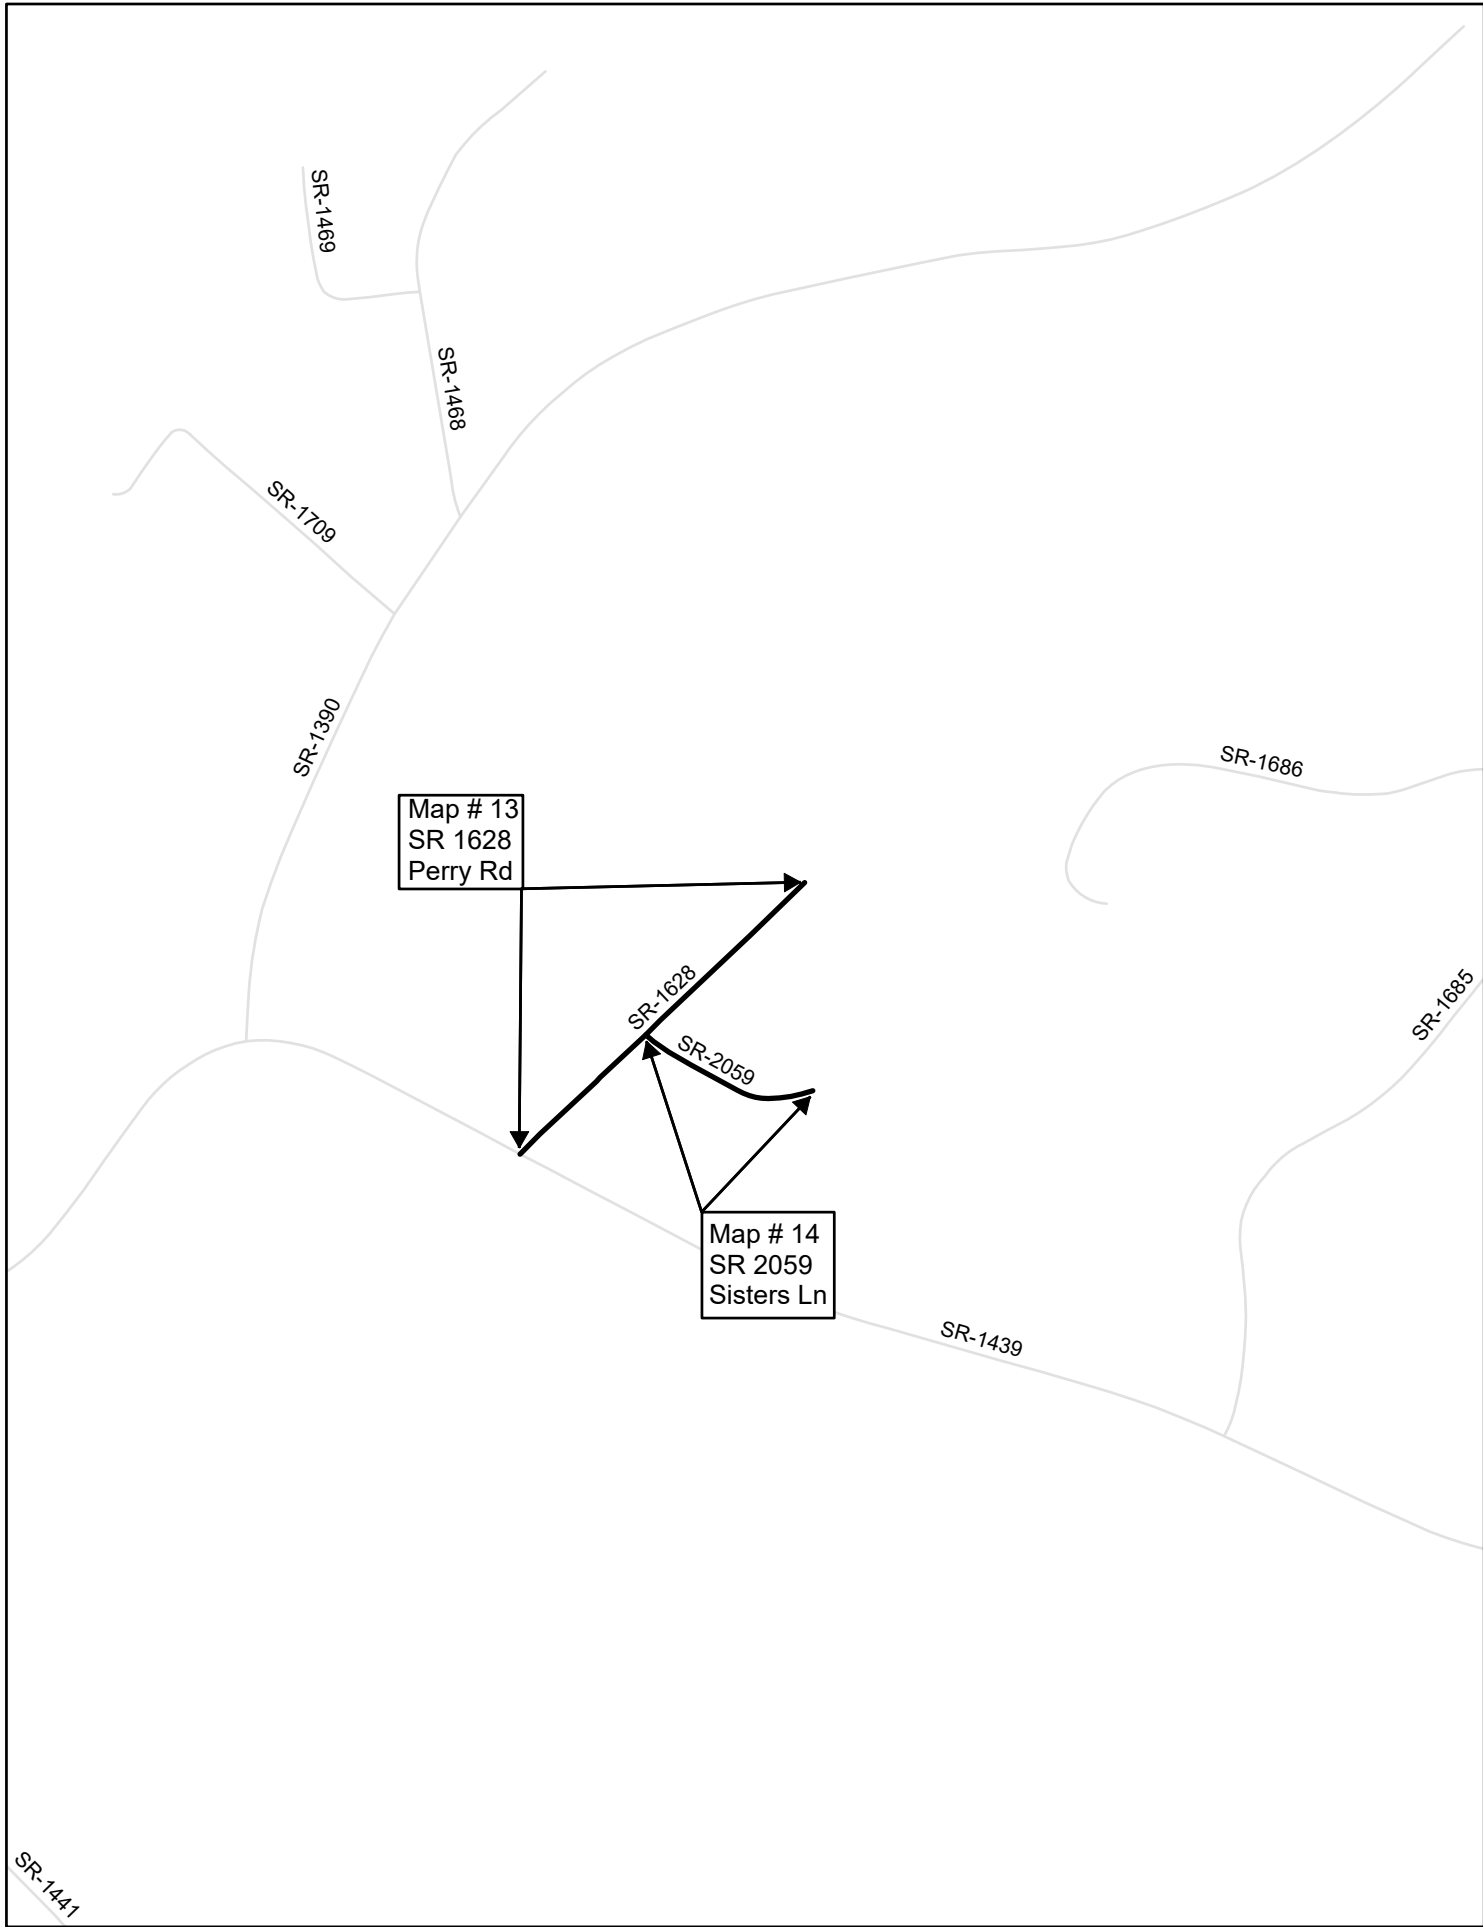 SR-1469
SR-1468
SR-1709
SR-1390
SR-1686
Map # 13
SR 1628
Perry Rd
SR-1628
SR-1685
SR-2059
Map # 14
SR 2059
Sisters Ln
SR-1439
SR-1441